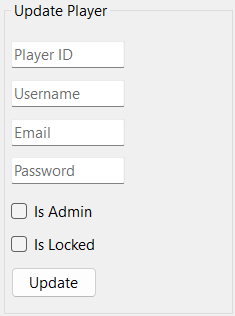 Update Player
Player ID
Username
Email
Password
Is Admin
Is Locked
Update